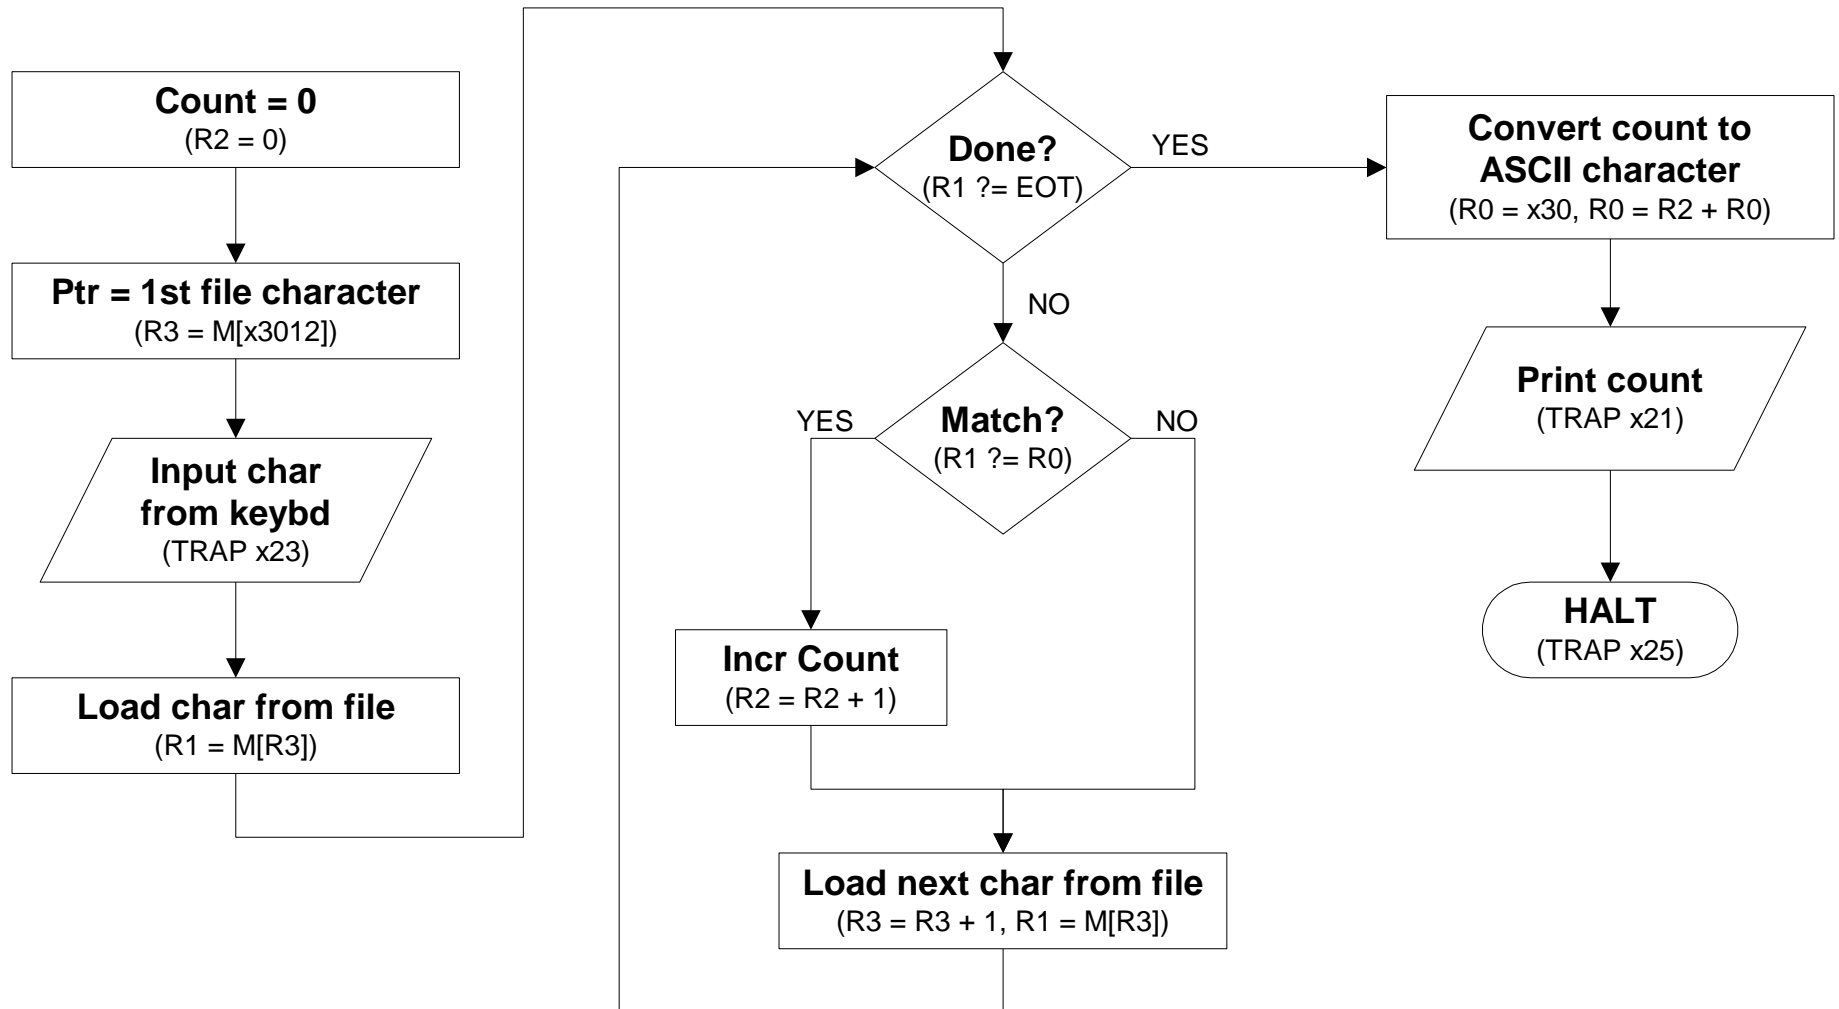 Count = 0
(R2 = 0)
Ptr = 1st file character
(R3 = M[x3012])
Input char
from keybd
(TRAP x23)
Load char from file
(R1 = M[R3])
Done?
(R1 ?= EOT)
YES
NO
Match?
(R1 ?= R0)
YES
NO
Incr Count
(R2 = R2 + 1)
Load next char from file
(R3 = R3 + 1, R1 = M[R3])
Convert count to
ASCII character
(R0 = x30, R0 = R2 + R0)
Print count
(TRAP x21)
HALT
(TRAP x25)